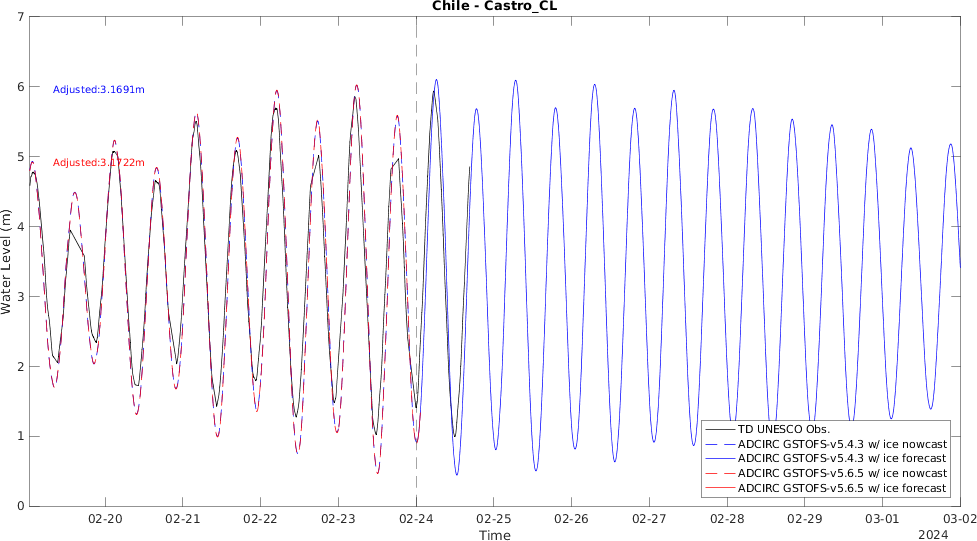 Chile - Castro_CL
7
6
5
4
3
2
1
0
Water Level (m)
Adjusted:3.1691m
Adjusted:3.1722m
TD UNESCO Obs.
ADCIRC GSTOFS-v5.4.3 w/ ice nowcast
ADCIRC GSTOFS-v5.4.3 w/ ice forecast
ADCIRC GSTOFS-v5.6.5 w/ ice nowcast
ADCIRC GSTOFS-v5.6.5 w/ ice forecast
02-20 02-21 02-22 02-23 02-24 02-25 02-26 02-27 02-28 02-29 03-01 03-02
Time
2024